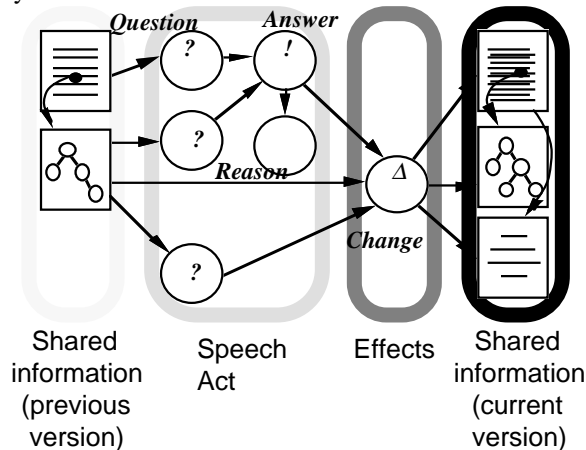 y
Question
Answer
?
!
?
Reason
Δ
Change
?
Shared
information
(previous
version)
Speech
Act
Effects
Shared
information
(current
version)